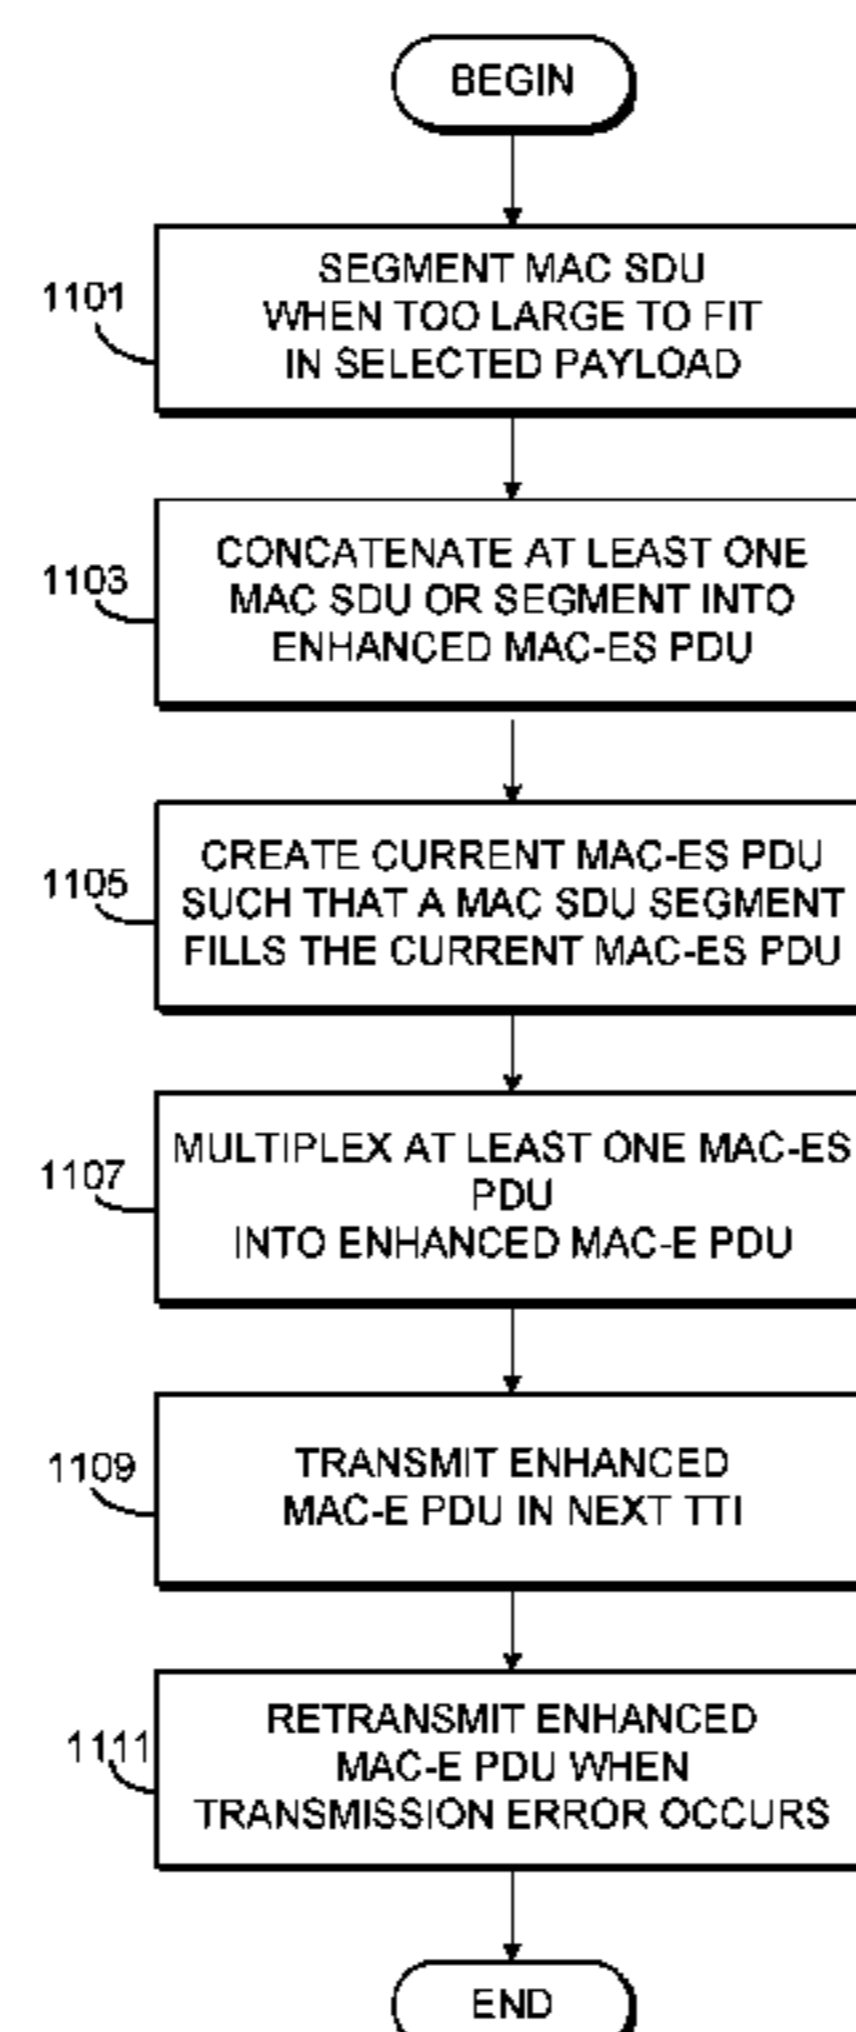 BEGIN
1101
SEGMENT MAC SDU
WHEN TOO LARGE TO FIT
IN SELECTED PAYLOAD
1103
CONCATENATE AT LEAST ONE
MAC SDU OR SEGMENT INTO
ENHANCED MAC-ES PDU
1105
CREATE CURRENT MAC-ES PDU
SUCH THAT A MAC SDU SEGMENT
FILLS THE CURRENT MAC-ES PDU
1107
MULTIPLEX AT LEAST ONE MAC-ES
PDU
INTO ENHANCED MAC-E PDU
1109
TRANSMIT ENHANCED
MAC-E PDU IN NEXT TTI
1111
RETRANSMIT ENHANCED
MAC-E PDU WHEN
TRANSMISSION ERROR OCCURS
END